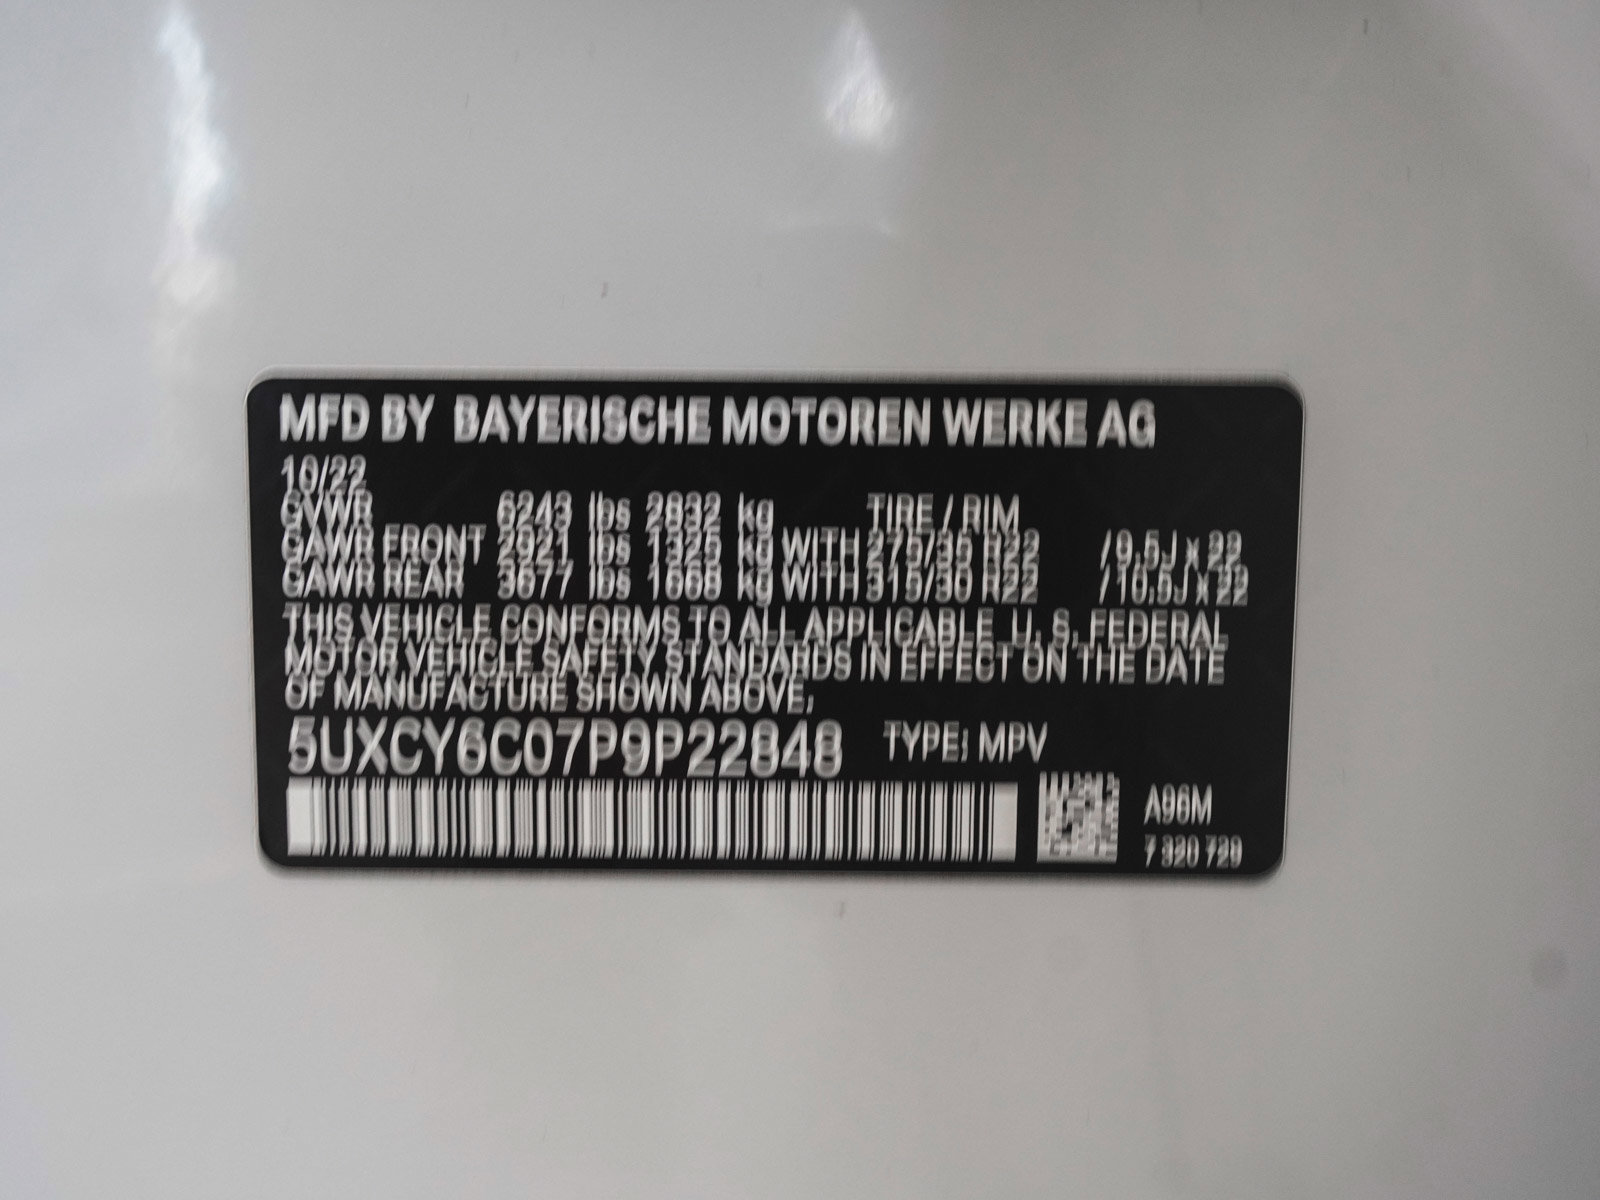 MFD BY BAYERISCHE MOTOREN WERKE AG
10/22
GVWR 6243 lbs 2832 kg TIRE / RIM
GAWR FRONT 2921 lbs 1325 kg WITH 275/35 R22 / 9.5J x 22
GAWR REAR 3677 lbs 1668 kg WITH 315/30 R22 / 10.5J x 22
THIS VEHICLE CONFORMS TO ALL APPLICABLE U. S. FEDERAL
MOTOR VEHICLE SAFETY STANDARDS IN EFFECT ON THE DATE
OF MANUFACTURE SHOWN ABOVE.
5UXCY6C07P9P22848 TYPE: MPV
A96M